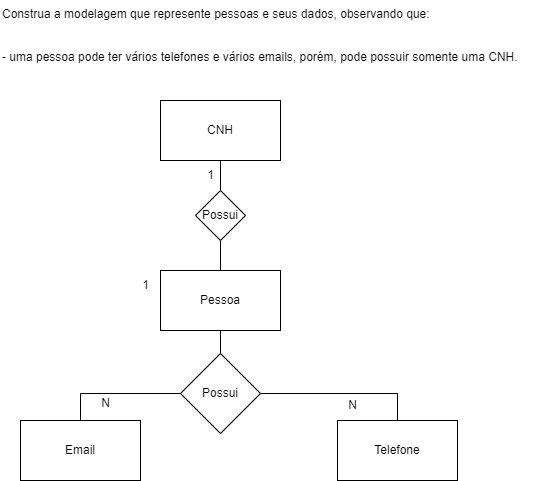 Construa a modelagem que represente pessoas e seus dados, observando que:
- uma pessoa pode ter vários telefones e vários emails, porém, pode possuir somente uma CNH.
CNH
1
Possui
1
Pessoa
Possui
N
N
Email
Telefone